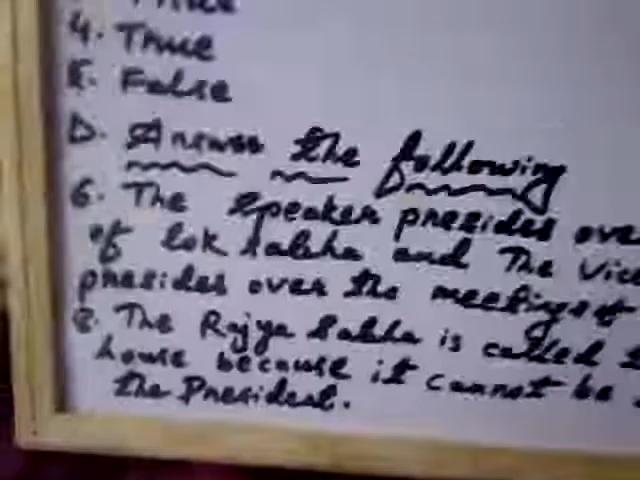 4. True
5. False
D. Answer the following
6. The speaker presides over
of Lok Sabha and The Vice
presides over the meetings of
8. The Rajya Sabha is called
house because it cannot be
the President.